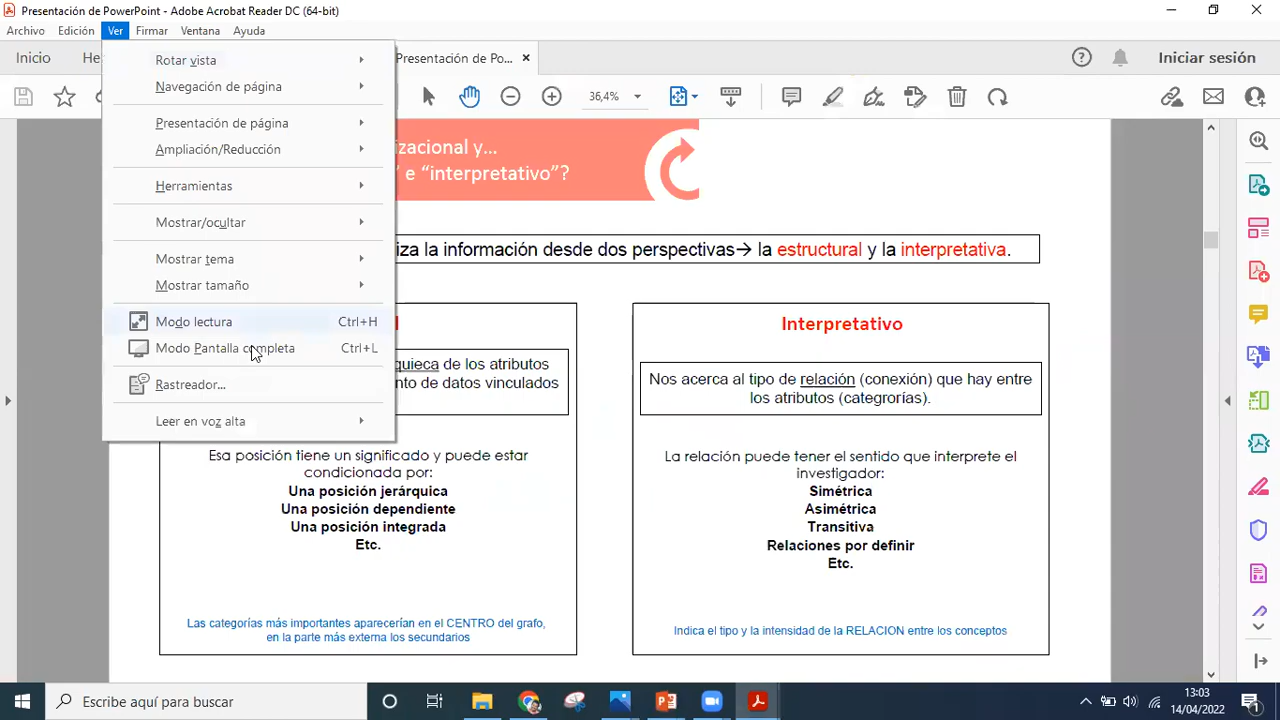 Presentación de PowerPoint - Adobe Acrobat Reader DC (64-bit)
Archivo Edición Ver Firmar Ventana Ayuda
Inicio He Presentación de Po... × Iniciar sesión
36,4%
Rotar vista
Navegación de página
Presentación de página
Ampliación/Reducción
Herramientas
Mostrar/ocultar
Mostrar tema
Mostrar tamaño
Modo lectura Ctrl+H
Modo Pantalla completa Ctrl+L
Rastreador...
Leer en voz alta
izacional y...
” e “interpretativo”?
iza la información desde dos perspectivas→ la estructural y la interpretativa.
l
quieca de los atributos
nto de datos vinculados
Esa posición tiene un significado y puede estar
condicionada por:
Una posición jerárquica
Una posición dependiente
Una posición integrada
Etc.
Las categorías más importantes aparecerían en el CENTRO del grafo,
en la parte más externa los secundarios
Interpretativo
Nos acerca al tipo de relación (conexión) que hay entre
los atributos (categrorías).
La relación puede tener el sentido que interprete el
investigador:
Simétrica
Asimétrica
Transitiva
Relaciones por definir
Etc.
Indica el tipo y la intensidad de la RELACION entre los conceptos
Escribe aquí para buscar
13:03
14/04/2022
1